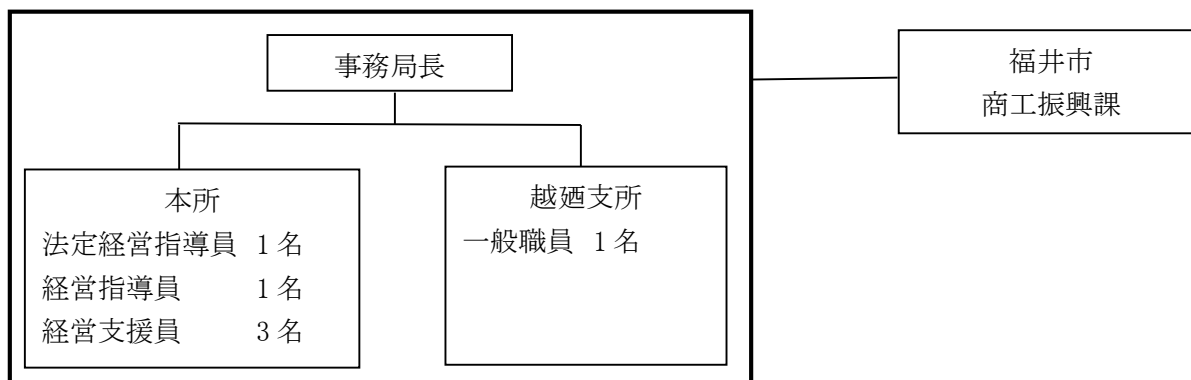 事務局長
福井市
商工振興課
本所
法定経営指導員 1名
経営指導員 1名
経営支援員 3名
越廼支所
一般職員 1名